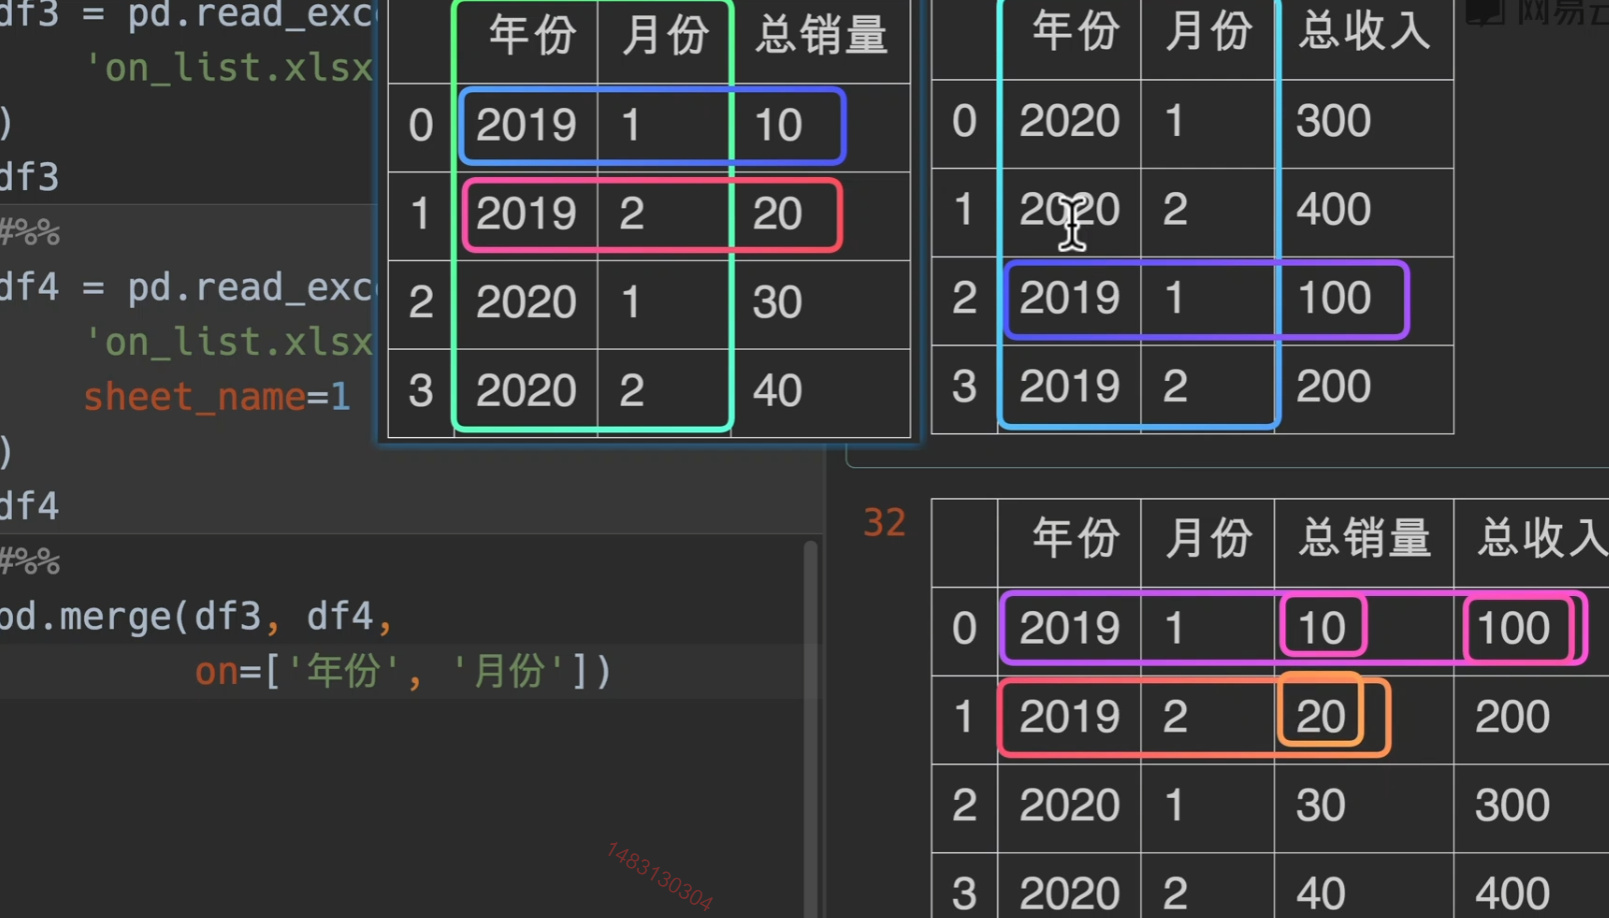 df3 = pd.read_exc
'on_list.xlsx
)
df3
#%%
df4 = pd.read_exc
'on_list.xlsx
sheet_name=1
)
df4
#%%
pd.merge(df3, df4,
on=['年份', '月份'])
年份 月份 总销量
0 2019 1 10
1 2019 2 20
2 2020 1 30
3 2020 2 40
年份 月份 总收入
0 2020 1 300
1 2020 2 400
2 2019 1 100
3 2019 2 200
网易云
32
年份 月份 总销量 总收入
0 2019 1 10 100
1 2019 2 20 200
2 2020 1 30 300
3 2020 2 40 400
1483130304